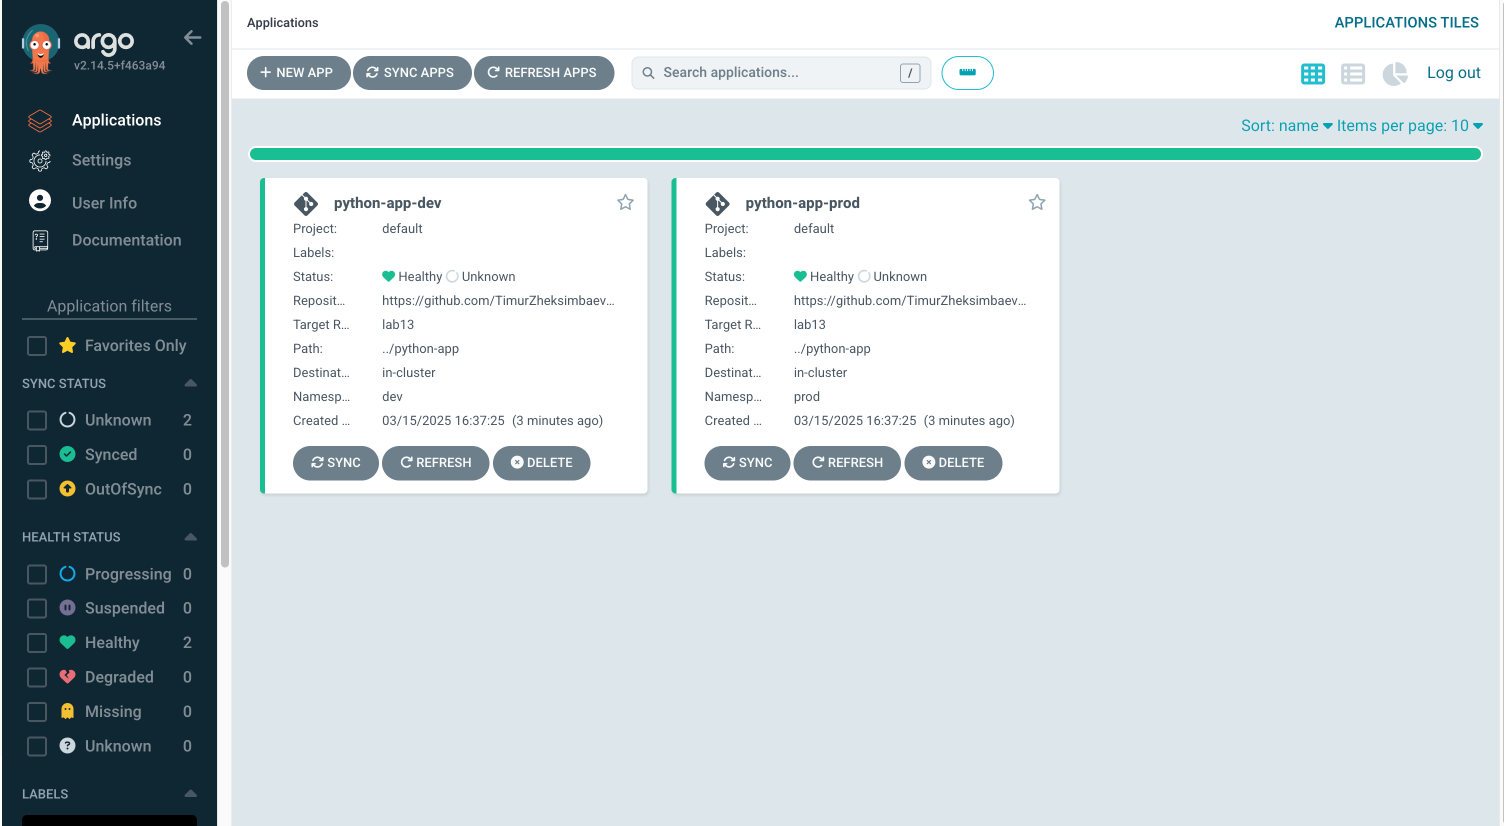 argo
v2.14.5+f463a94
Applications
Settings
User Info
Documentation
Application filters
Favorites Only
SYNC STATUS
Unknown 2
Synced 0
OutOfSync 0
HEALTH STATUS
Progressing 0
Suspended 0
Healthy 2
Degraded 0
Missing 0
Unknown 0
LABELS
Applications
APPLICATIONS TILES
+ NEW APP SYNC APPS REFRESH APPS Search applications... / Log out
Sort: name Items per page: 10
python-app-dev
Project: default
Labels:
Status: Healthy Unknown
Reposit... https://github.com/TimurZheksimbaev...
Target R... lab13
Path: ../python-app
Destinat... in-cluster
Namesp... dev
Created ... 03/15/2025 16:37:25 (3 minutes ago)
SYNC REFRESH DELETE
python-app-prod
Project: default
Labels:
Status: Healthy Unknown
Reposit... https://github.com/TimurZheksimbaev...
Target R... lab13
Path: ../python-app
Destinat... in-cluster
Namesp... prod
Created ... 03/15/2025 16:37:25 (3 minutes ago)
SYNC REFRESH DELETE